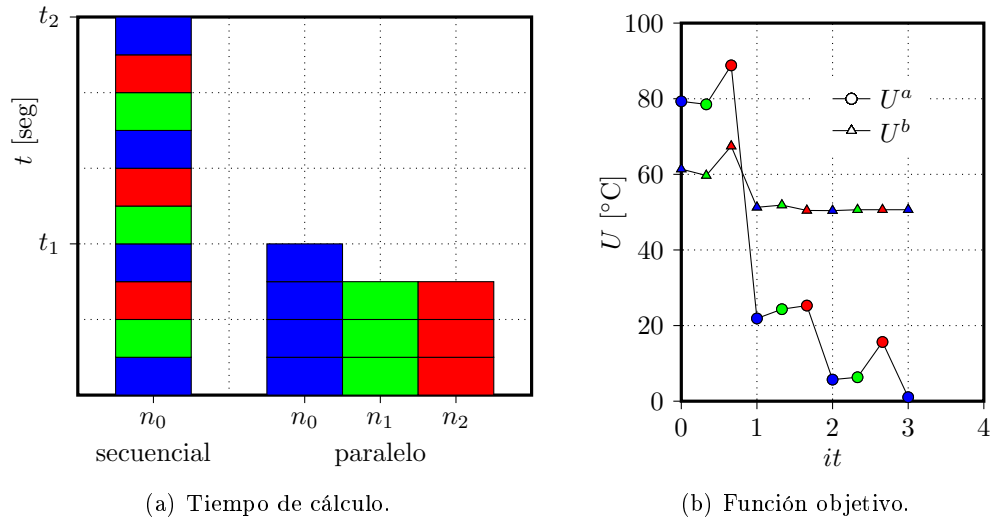 t2
t1
t [seg]
n0
n0
n1
n2
secuencial
paralelo
(a) Tiempo de cálculo.
100
80
60
40
20
0
U [°C]
U^a
U^b
0 1 2 3 4
it
(b) Función objetivo.